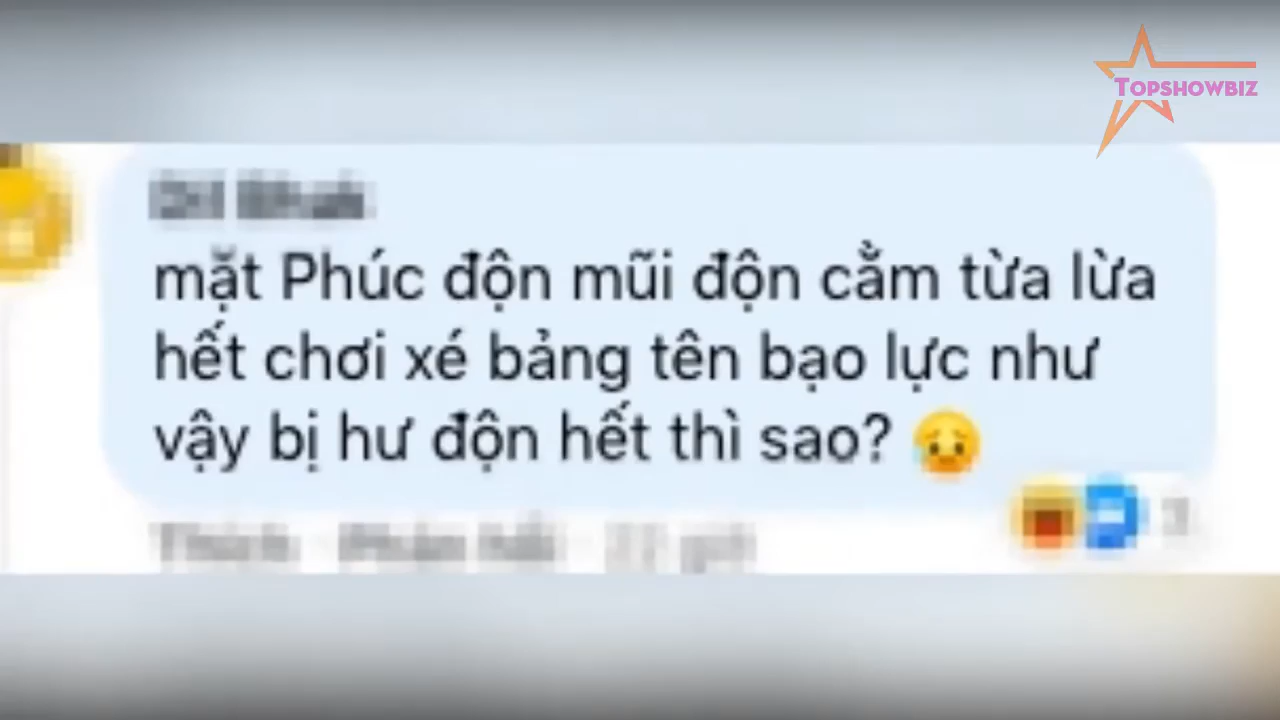 TOPSHOWBIZ
mặt Phúc độn mũi độn cằm từa lừa
hết chơi xé bảng tên bạo lực như
vậy bị hư độn hết thì sao? 😥